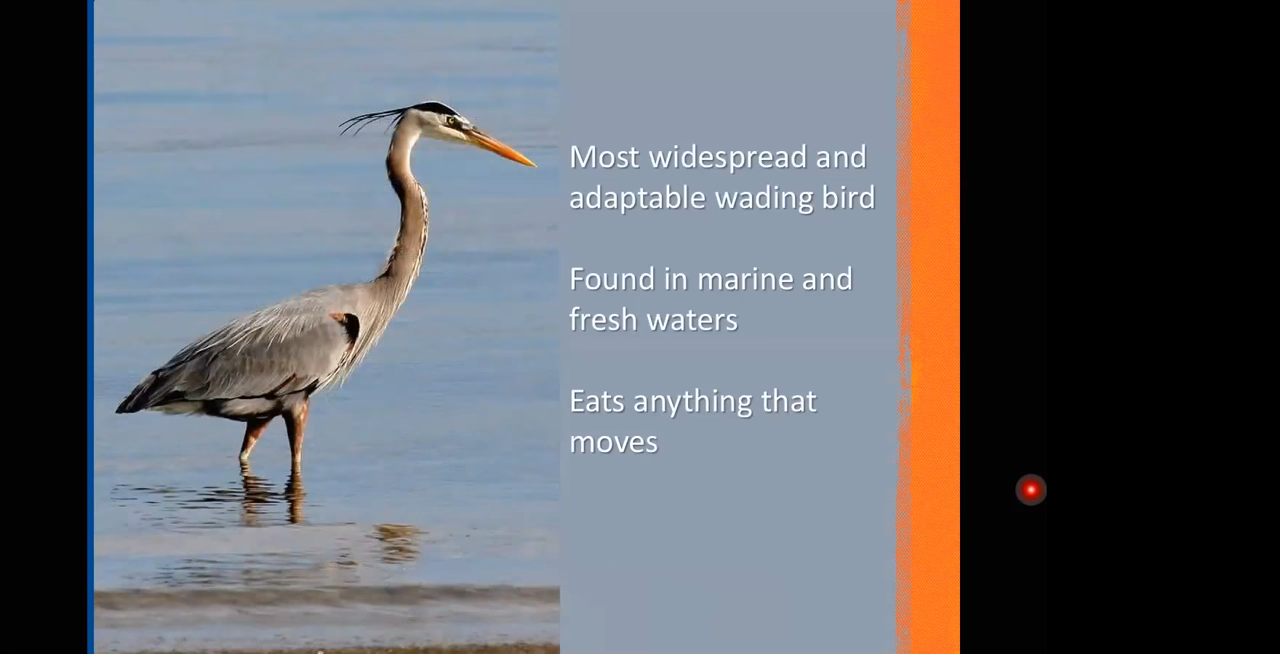 Most widespread and
adaptable wading bird
Found in marine and
fresh waters
Eats anything that
moves